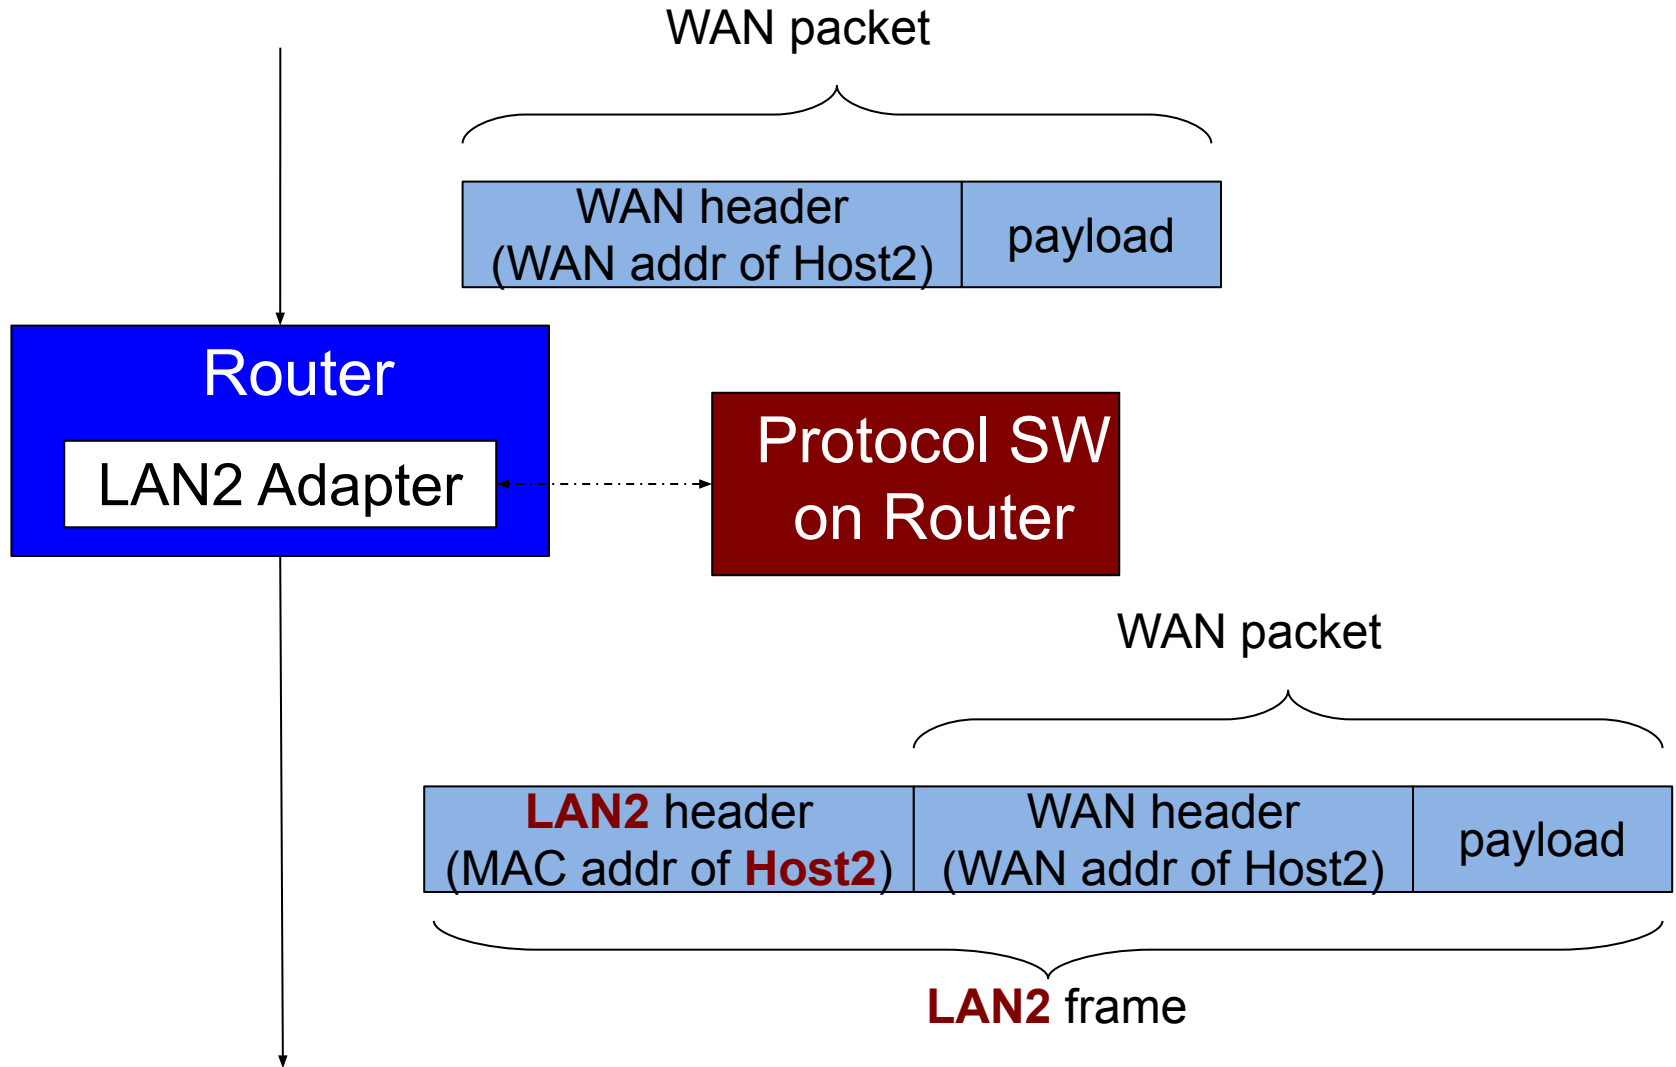 WAN packet
WAN header
(WAN addr of Host2)
payload
Router
LAN2 Adapter
Protocol SW
on Router
WAN packet
LAN2 header
(MAC addr of Host2)
WAN header
(WAN addr of Host2)
payload
LAN2 frame